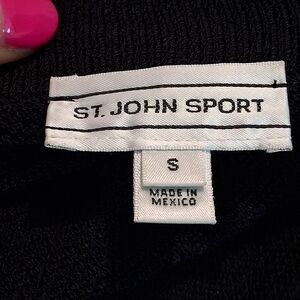 ST. JOHN SPORT
S
MADE IN
MEXICO